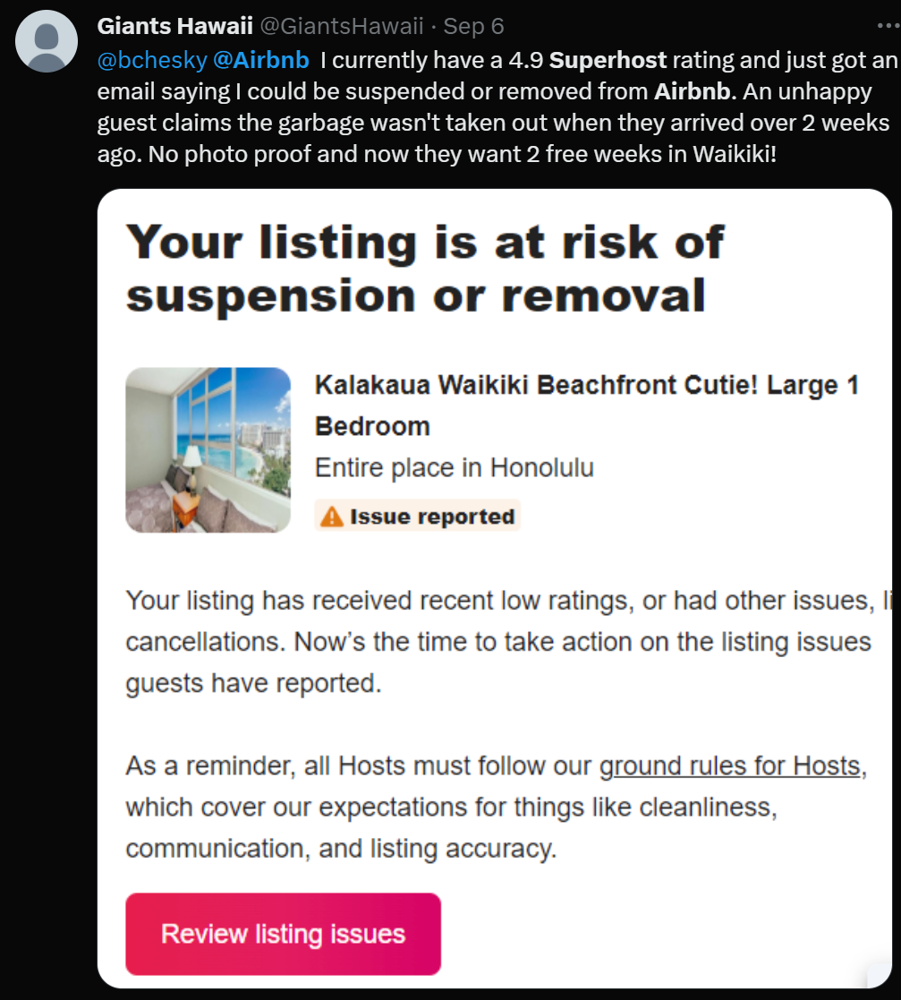 Giants Hawaii @GiantsHawaii · Sep 6
@bchesky @Airbnb I currently have a 4.9 Superhost rating and just got an
email saying I could be suspended or removed from Airbnb. An unhappy
guest claims the garbage wasn't taken out when they arrived over 2 weeks
ago. No photo proof and now they want 2 free weeks in Waikiki!
Your listing is at risk of
suspension or removal
Kalakaua Waikiki Beachfront Cutie! Large 1
Bedroom
Entire place in Honolulu
Issue reported
Your listing has received recent low ratings, or had other issues,
cancellations. Now’s the time to take action on the listing issues
guests have reported.
As a reminder, all Hosts must follow our ground rules for Hosts,
which cover our expectations for things like cleanliness,
communication, and listing accuracy.
Review listing issues